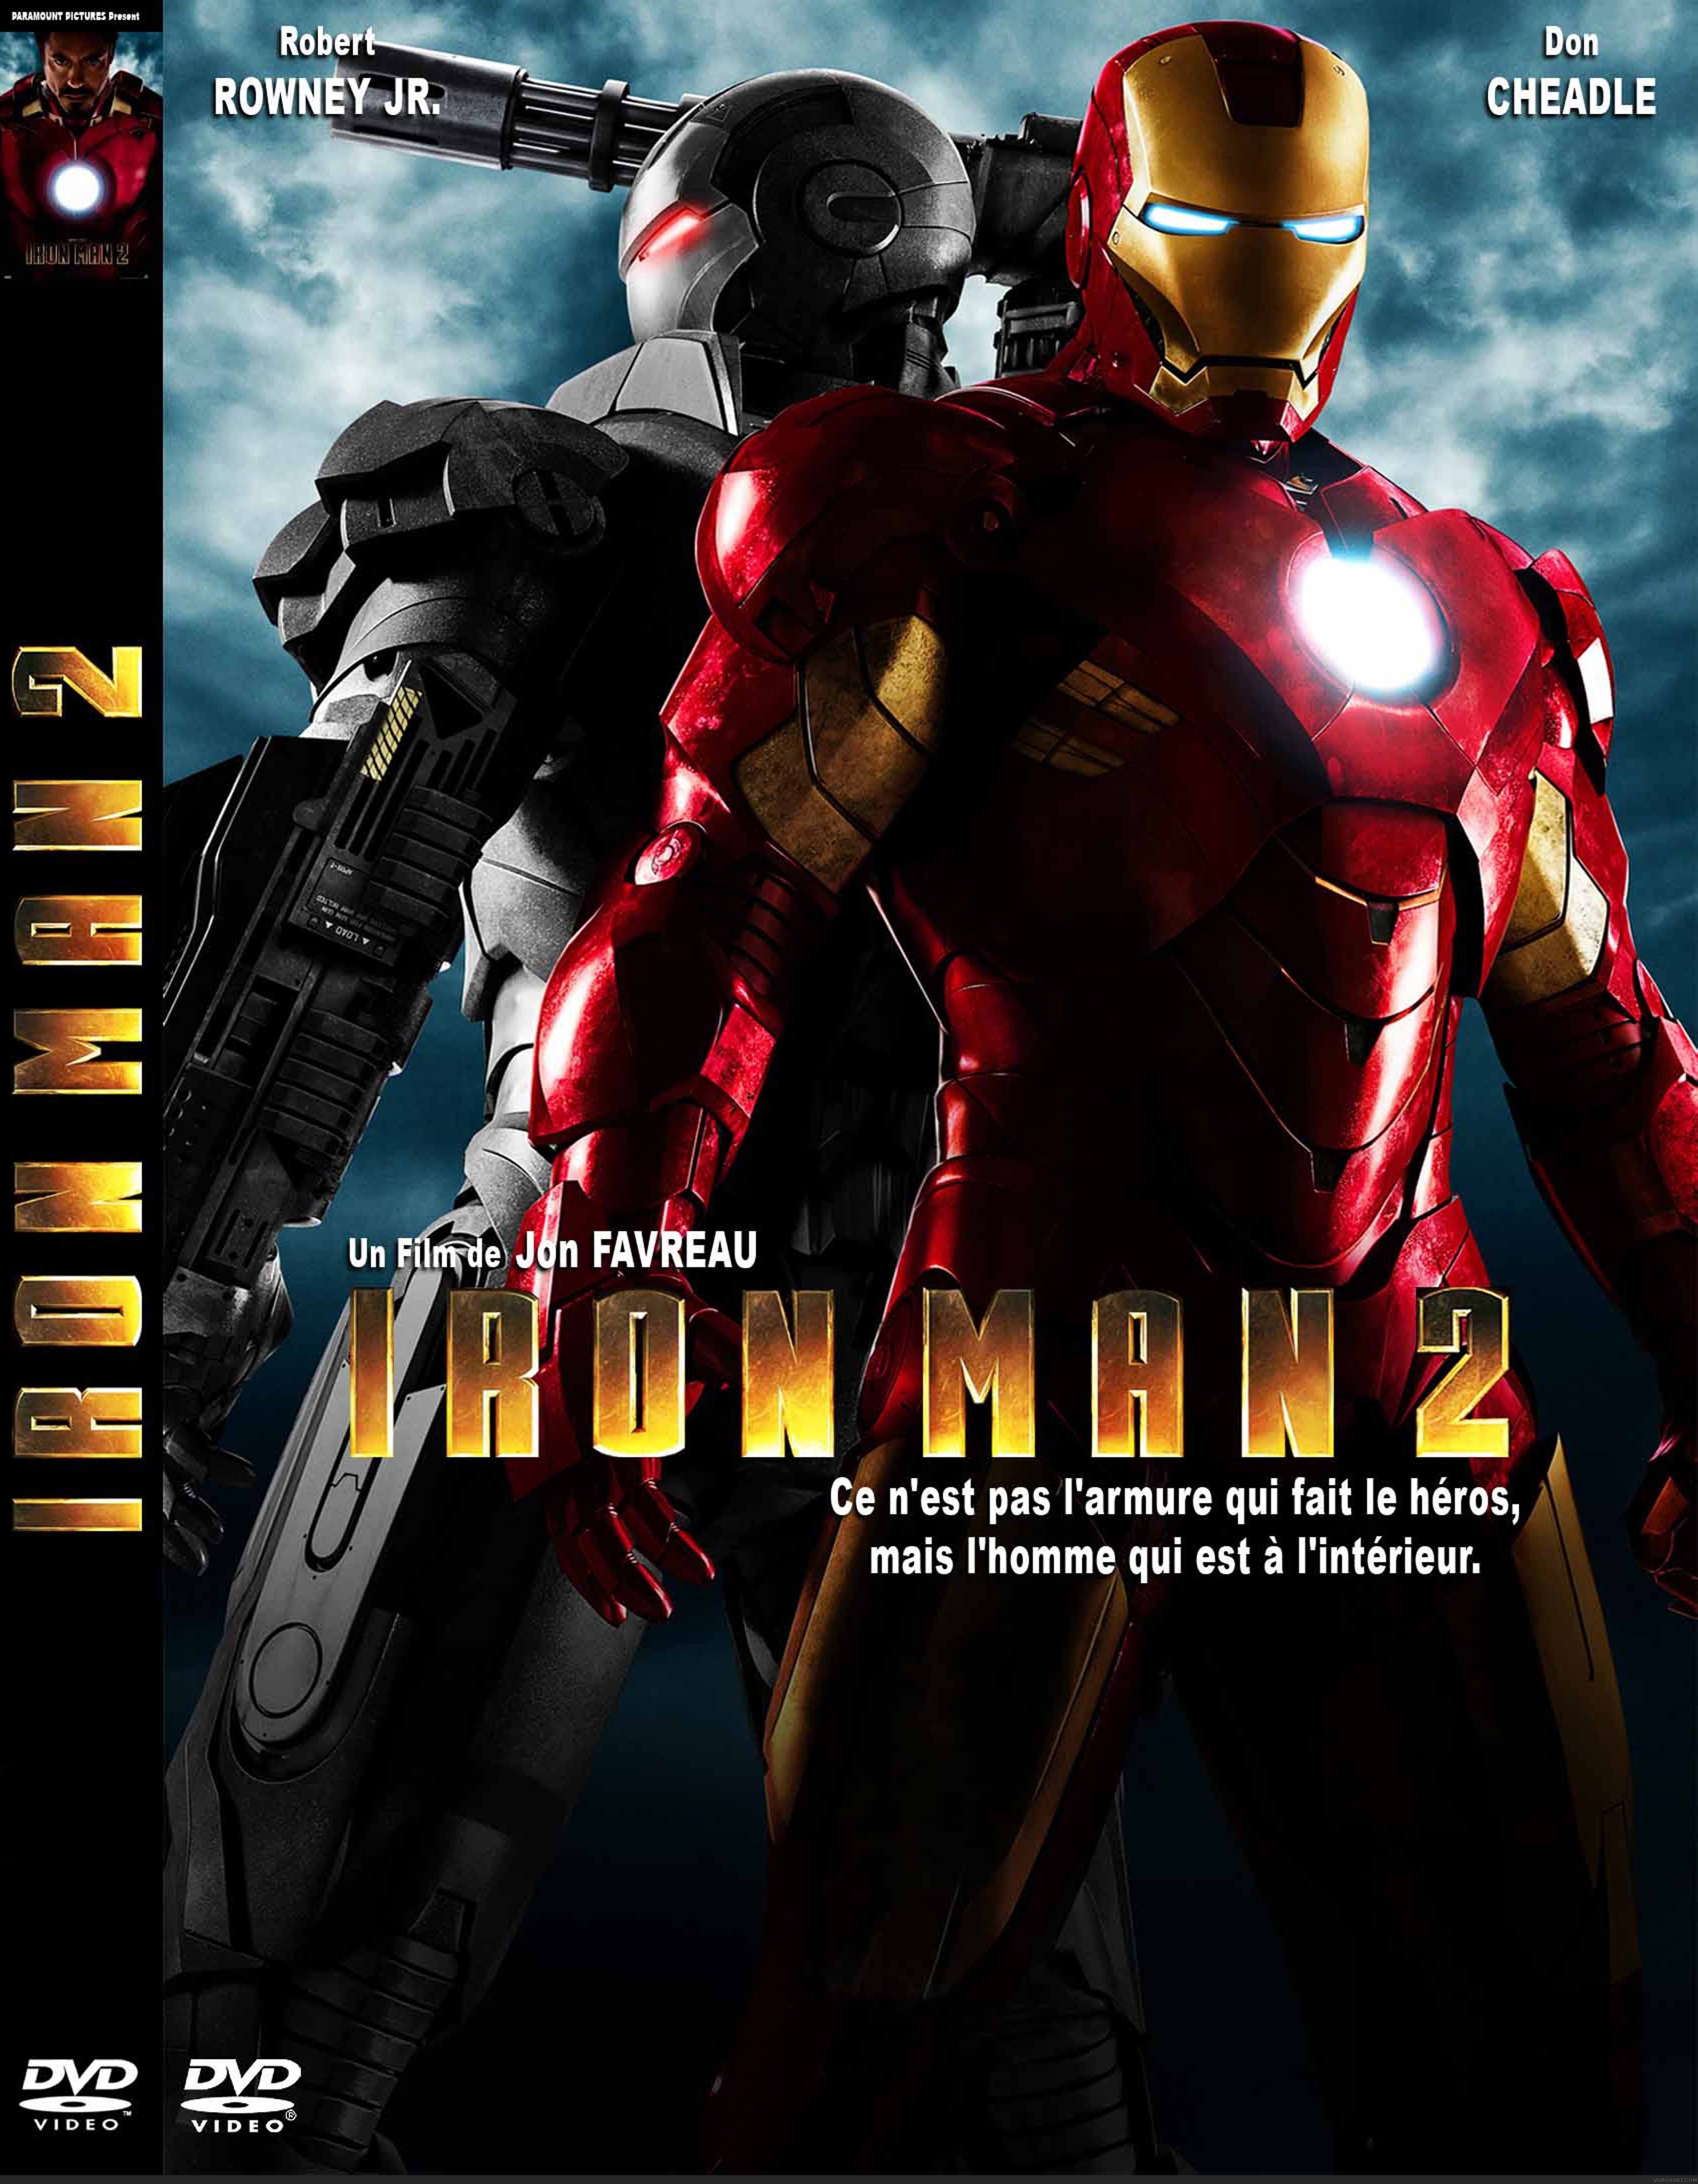 PARAMOUNT PICTURES Present
IRON MAN 2
IRON MAN 2
DVD
VIDEO™
Robert
ROWNEY JR.
Don
CHEADLE
Un Film de Jon FAVREAU
IRON MAN 2
Ce n'est pas l'armure qui fait le héros,
mais l'homme qui est à l'intérieur.
DVD
VIDEO®